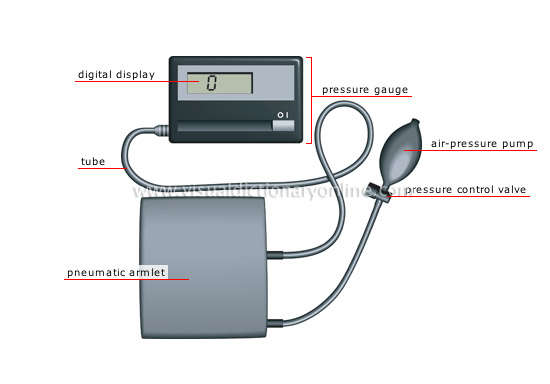 digital display
0
O I
pressure gauge
air-pressure pump
tube
www.visualdictionaryonline.com
pressure control valve
pneumatic armlet